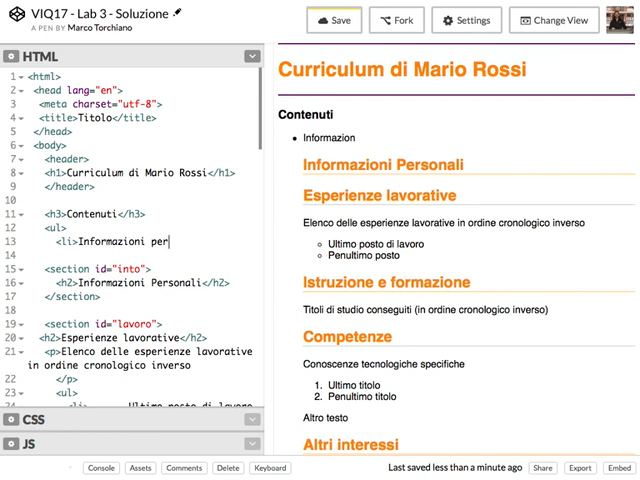 VIQ17 - Lab 3 - Soluzione
A PEN BY Marco Torchiano
Save
Fork
Settings
Change View
HTML
1 <html>
2 <head lang="en">
3 <meta charset="utf-8">
4 <title>Titolo</title>
5 </head>
6 <body>
7 <header>
8 <h1>Curriculum di Mario Rossi</h1>
9 </header>
10
11 <h3>Contenuti</h3>
12 <ul>
13 <li>Informazioni per
14
15 <section id="into">
16 <h2>Informazioni Personali</h2>
17 </section>
18
19 <section id="lavoro">
20 <h2>Esperienze lavorative</h2>
21 <p>Elenco delle esperienze lavorative
in ordine cronologico inverso
22 </p>
23 <ul>
24 <li> Ultimo posto di lavoro
CSS
JS
Curriculum di Mario Rossi
Contenuti
Informazion
Informazioni Personali
Esperienze lavorative
Elenco delle esperienze lavorative in ordine cronologico inverso
Ultimo posto di lavoro
Penultimo posto
Istruzione e formazione
Titoli di studio conseguiti (in ordine cronologico inverso)
Competenze
Conoscenze tecnologiche specifiche
1. Ultimo titolo
2. Penultimo titolo
Altro testo
Altri interessi
Console
Assets
Comments
Delete
Keyboard
Last saved less than a minute ago
Share
Export
Embed